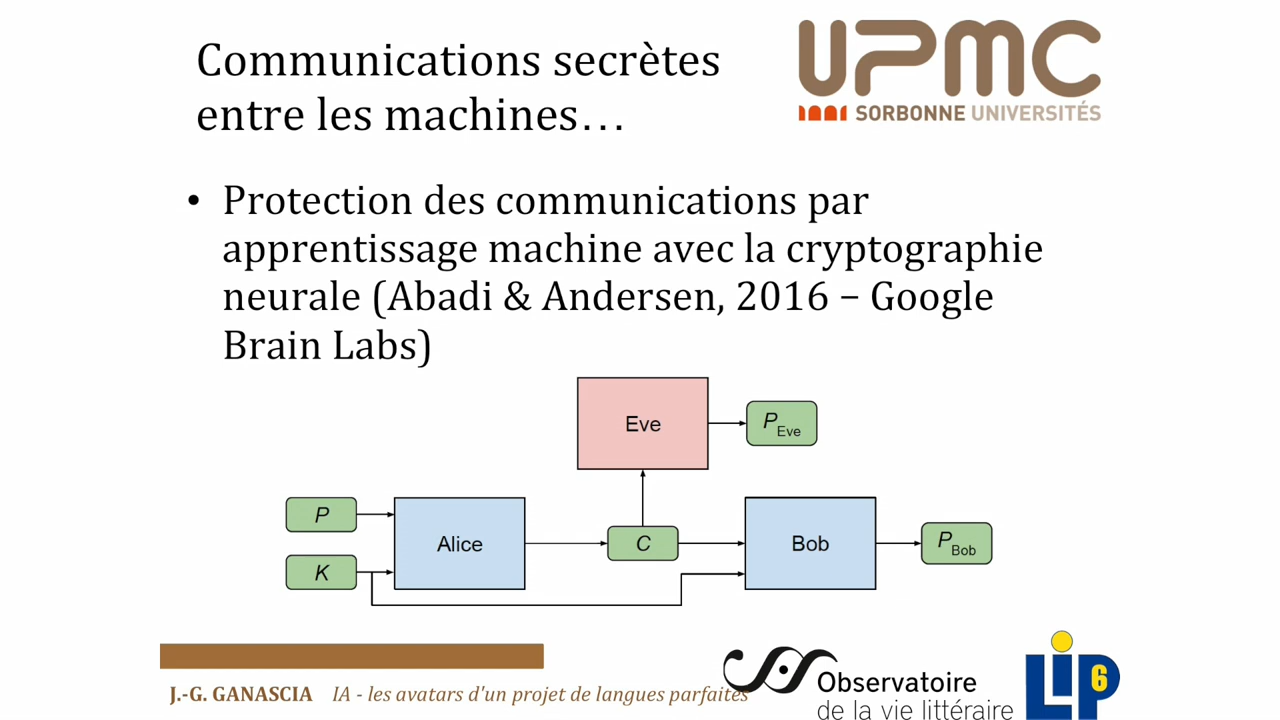 Communications secrètes
entre les machines…
UPMC
SORBONNE UNIVERSITÉS
• Protection des communications par
apprentissage machine avec la cryptographie
neurale (Abadi & Andersen, 2016 – Google
Brain Labs)
Eve
P Eve
P
Alice
C
Bob
P Bob
K
J.-G. GANASCIA IA - les avatars d'un projet de langues parfaites
Observatoire
de la vie littéraire
LIP6